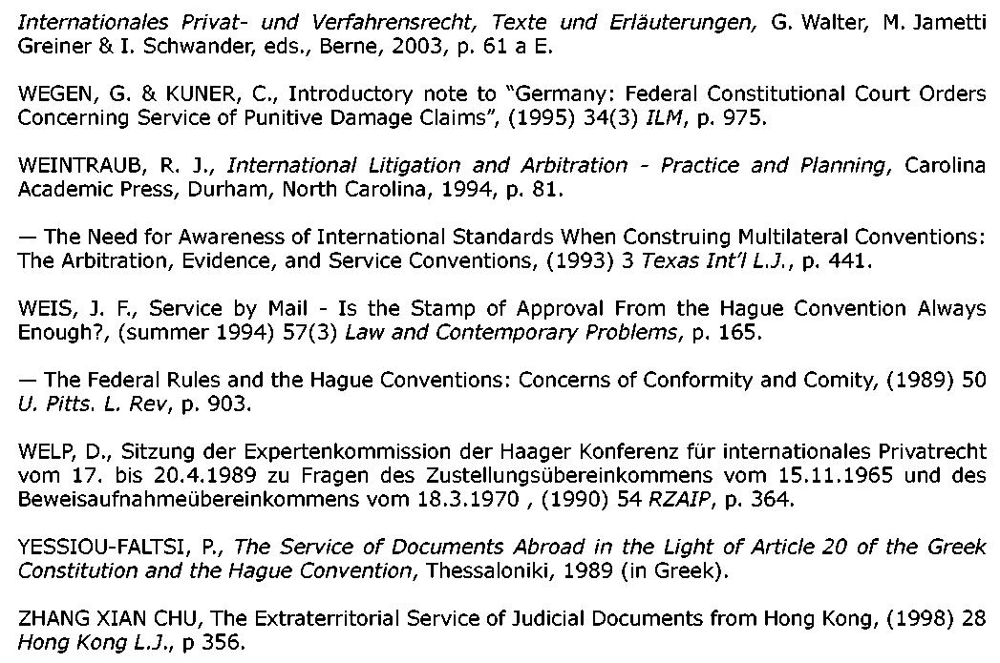 Internationales Privat- und Verfahrensrecht, Texte und Erläuterungen, G. Walter, M. Jametti
Greiner & I. Schwander, eds., Berne, 2003, p. 61 a E.
WEGEN, G. & KUNER, C., Introductory note to "Germany: Federal Constitutional Court Orders
Concerning Service of Punitive Damage Claims", (1995) 34(3) ILM, p. 975.
WEINTRAUB, R. J., International Litigation and Arbitration - Practice and Planning, Carolina
Academic Press, Durham, North Carolina, 1994, p. 81.
— The Need for Awareness of International Standards When Construing Multilateral Conventions:
The Arbitration, Evidence, and Service Conventions, (1993) 3 Texas Int'l L.J., p. 441.
WEIS, J. F., Service by Mail - Is the Stamp of Approval From the Hague Convention Always
Enough?, (summer 1994) 57(3) Law and Contemporary Problems, p. 165.
— The Federal Rules and the Hague Conventions: Concerns of Conformity and Comity, (1989) 50
U. Pitts. L. Rev, p. 903.
WELP, D., Sitzung der Expertenkommission der Haager Konferenz für internationales Privatrecht
vom 17. bis 20.4.1989 zu Fragen des Zustellungsübereinkommens vom 15.11.1965 und des
Beweisaufnahmeübereinkommens vom 18.3.1970 , (1990) 54 RZAIP, p. 364.
YESSIOU-FALTSI, P., The Service of Documents Abroad in the Light of Article 20 of the Greek
Constitution and the Hague Convention, Thessaloniki, 1989 (in Greek).
ZHANG XIAN CHU, The Extraterritorial Service of Judicial Documents from Hong Kong, (1998) 28
Hong Kong L.J., p 356.